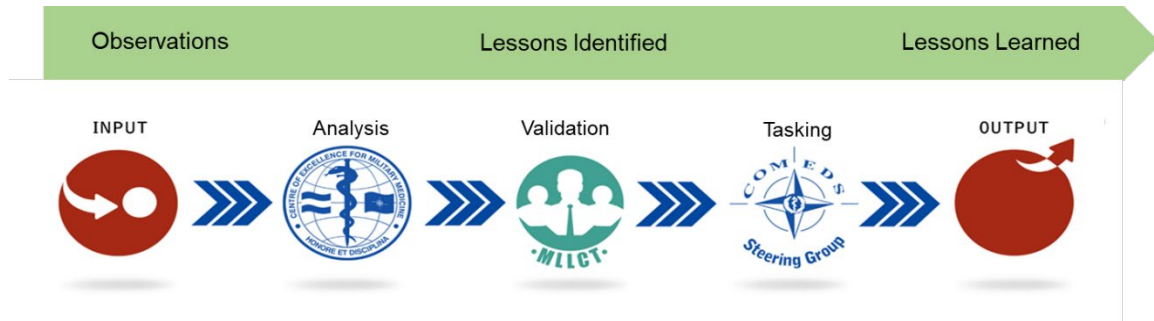 Observations Lessons Identified Lessons Learned
INPUT Analysis Validation Tasking OUTPUT
CENTRE OF EXCELLENCE FOR MILITARY MEDICINE
HONORE ET DISCIPLINA
·MLLCT·
COMEDS
Steering Group